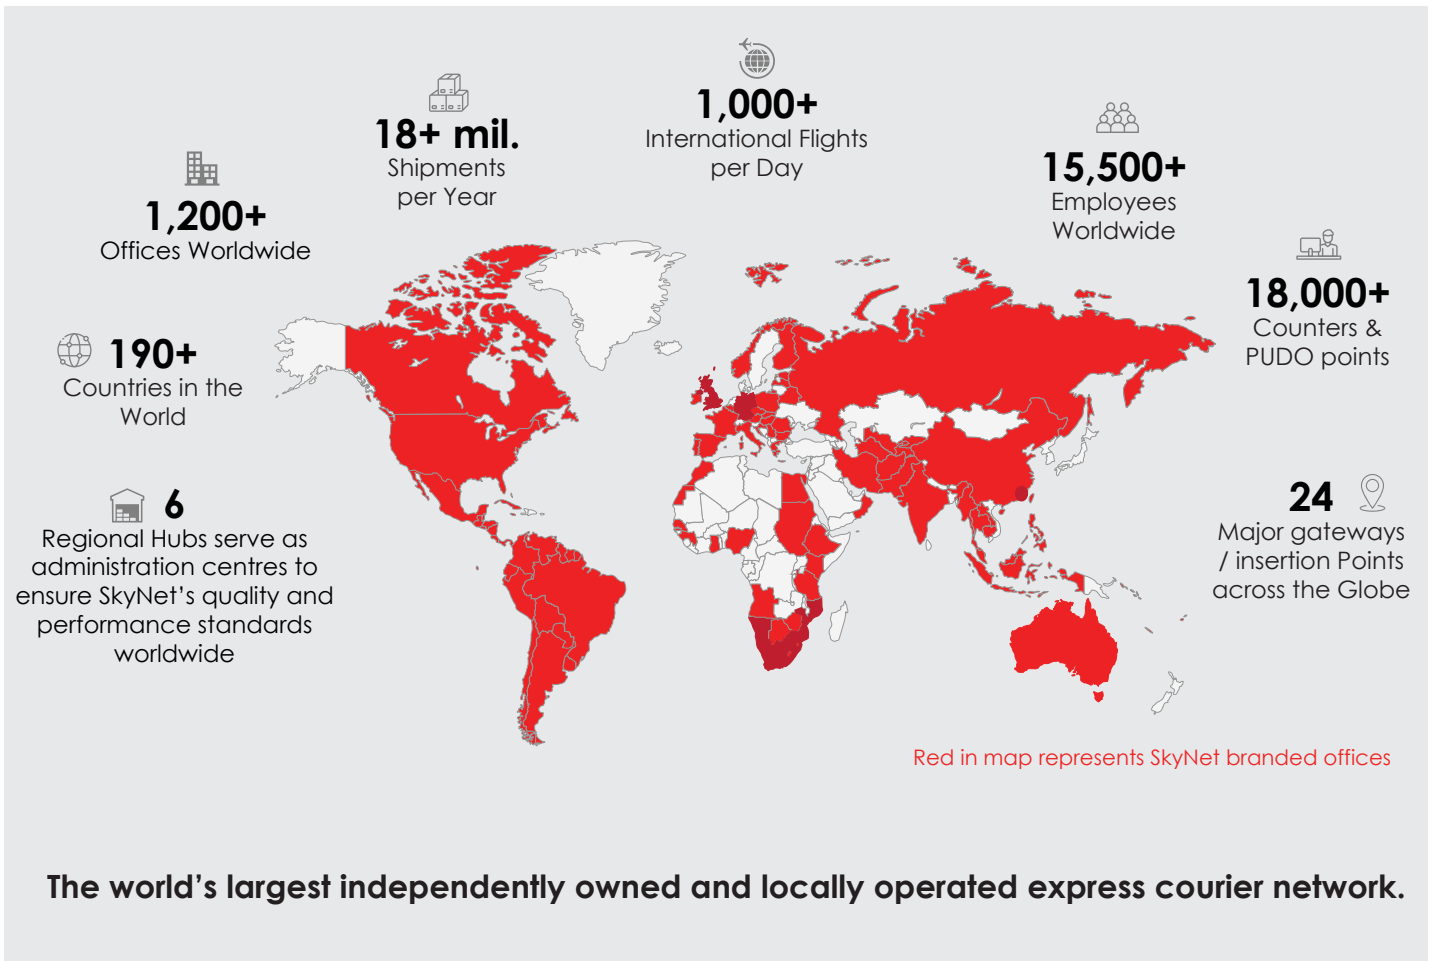 1,000+
International Flights
per Day
18+ mil.
Shipments
per Year
15,500+
Employees
Worldwide
1,200+
Offices Worldwide
18,000+
Counters &
PUDO points
190+
Countries in the
World
6
Regional Hubs serve as
administration centres to
ensure SkyNet’s quality and
performance standards
worldwide
24
Major gateways
/ insertion Points
across the Globe
Red in map represents SkyNet branded offices
The world’s largest independently owned and locally operated express courier network.